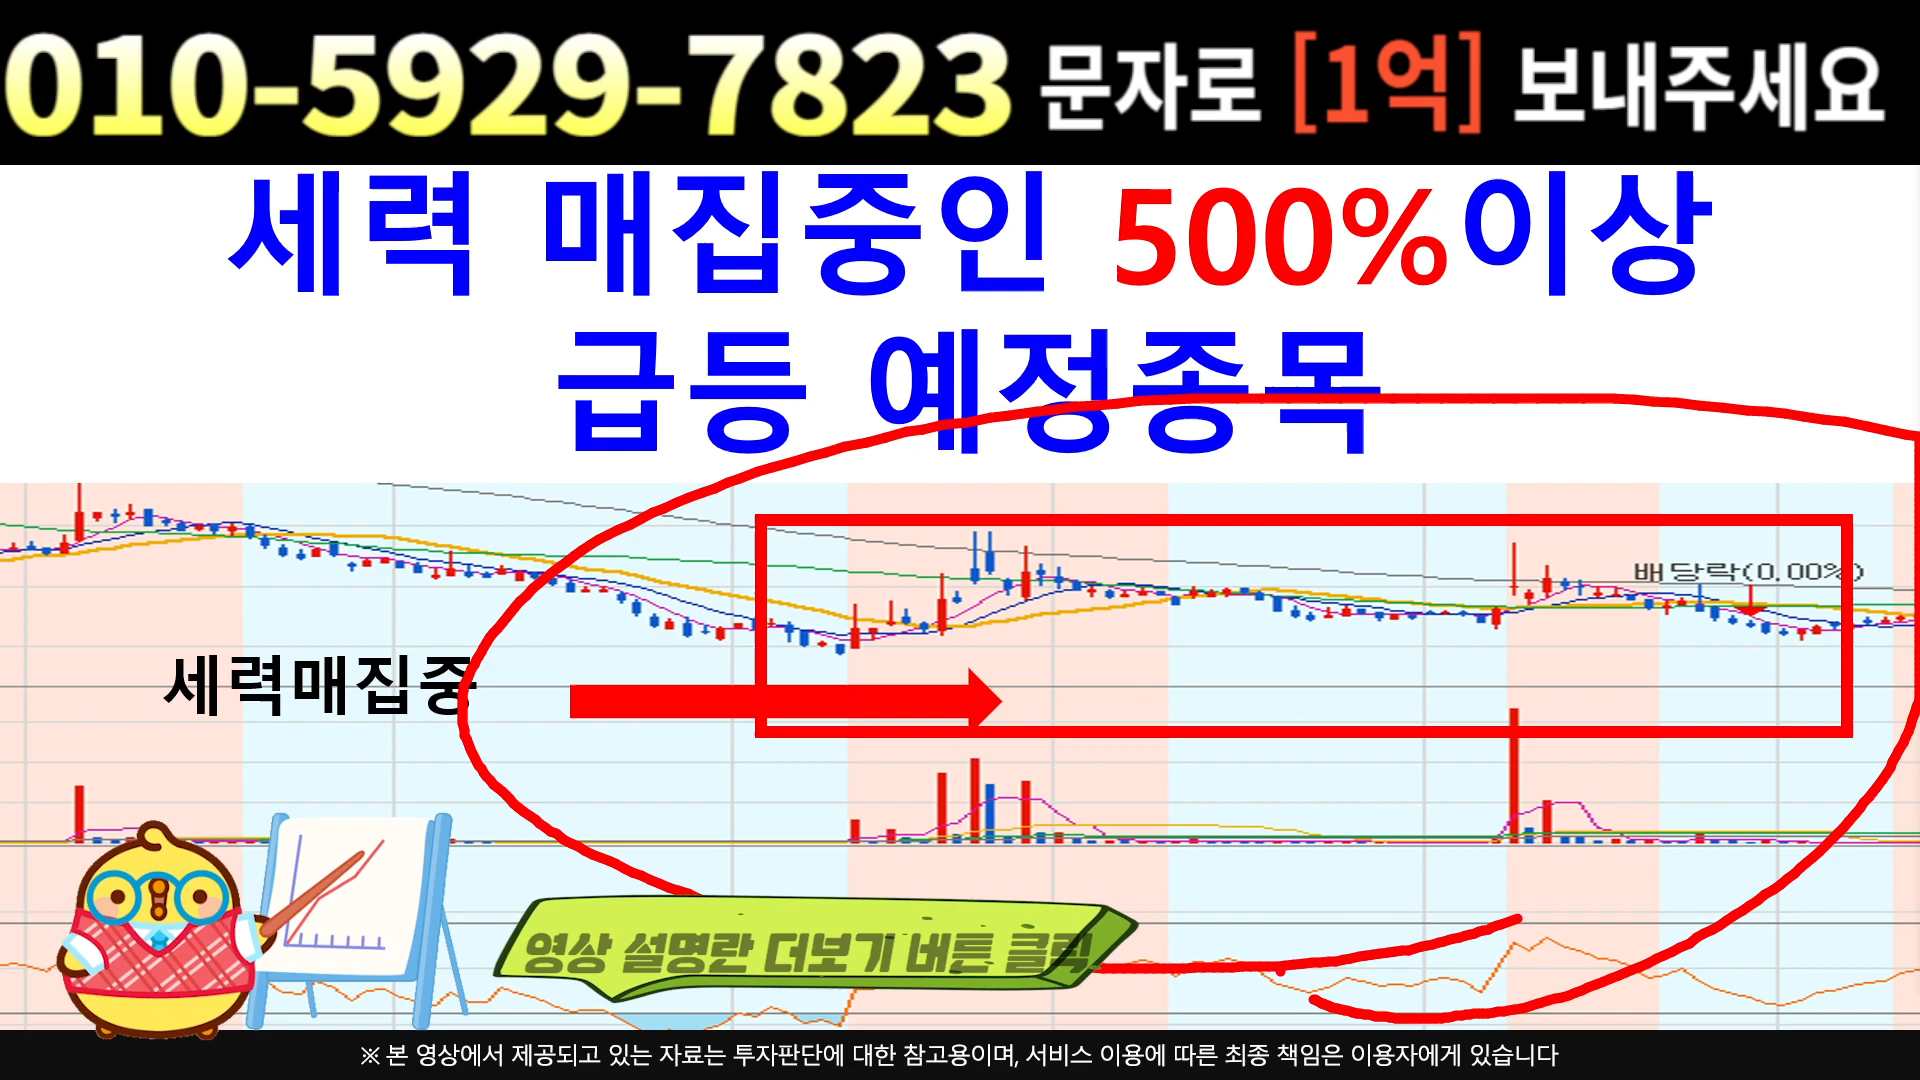 010-5929-7823 문자로 [1억] 보내주세요
세력 매집중인 500%이상
급등 예정종목
배당락(0.00%)
세력매집중
영상 설명란 더보기 버튼 클릭
※ 본 영상에서 제공되고 있는 자료는 투자판단에 대한 참고용이며, 서비스 이용에 따른 최종 책임은 이용자에게 있습니다